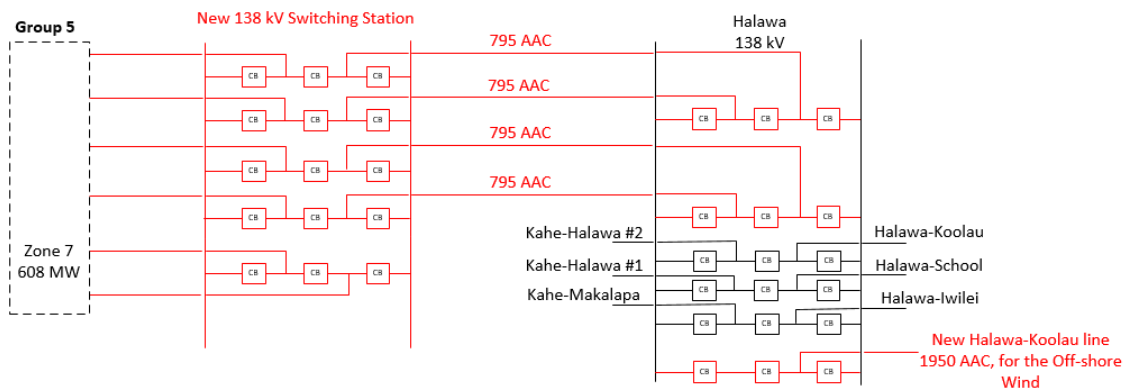 Group 5
New 138 kV Switching Station
Halawa
138 kV
795 AAC
CB CB CB
795 AAC
CB CB CB
CB CB CB
795 AAC
CB CB CB
795 AAC
CB CB CB
CB CB CB
Zone 7
608 MW
CB CB CB
Kahe-Halawa #2
Halawa-Koolau
CB CB CB
Kahe-Halawa #1
Halawa-School
CB CB CB
Kahe-Makalapa
Halawa-Iwilei
CB CB CB
New Halawa-Koolau line
1950 AAC, for the Off-shore
Wind
CB CB CB